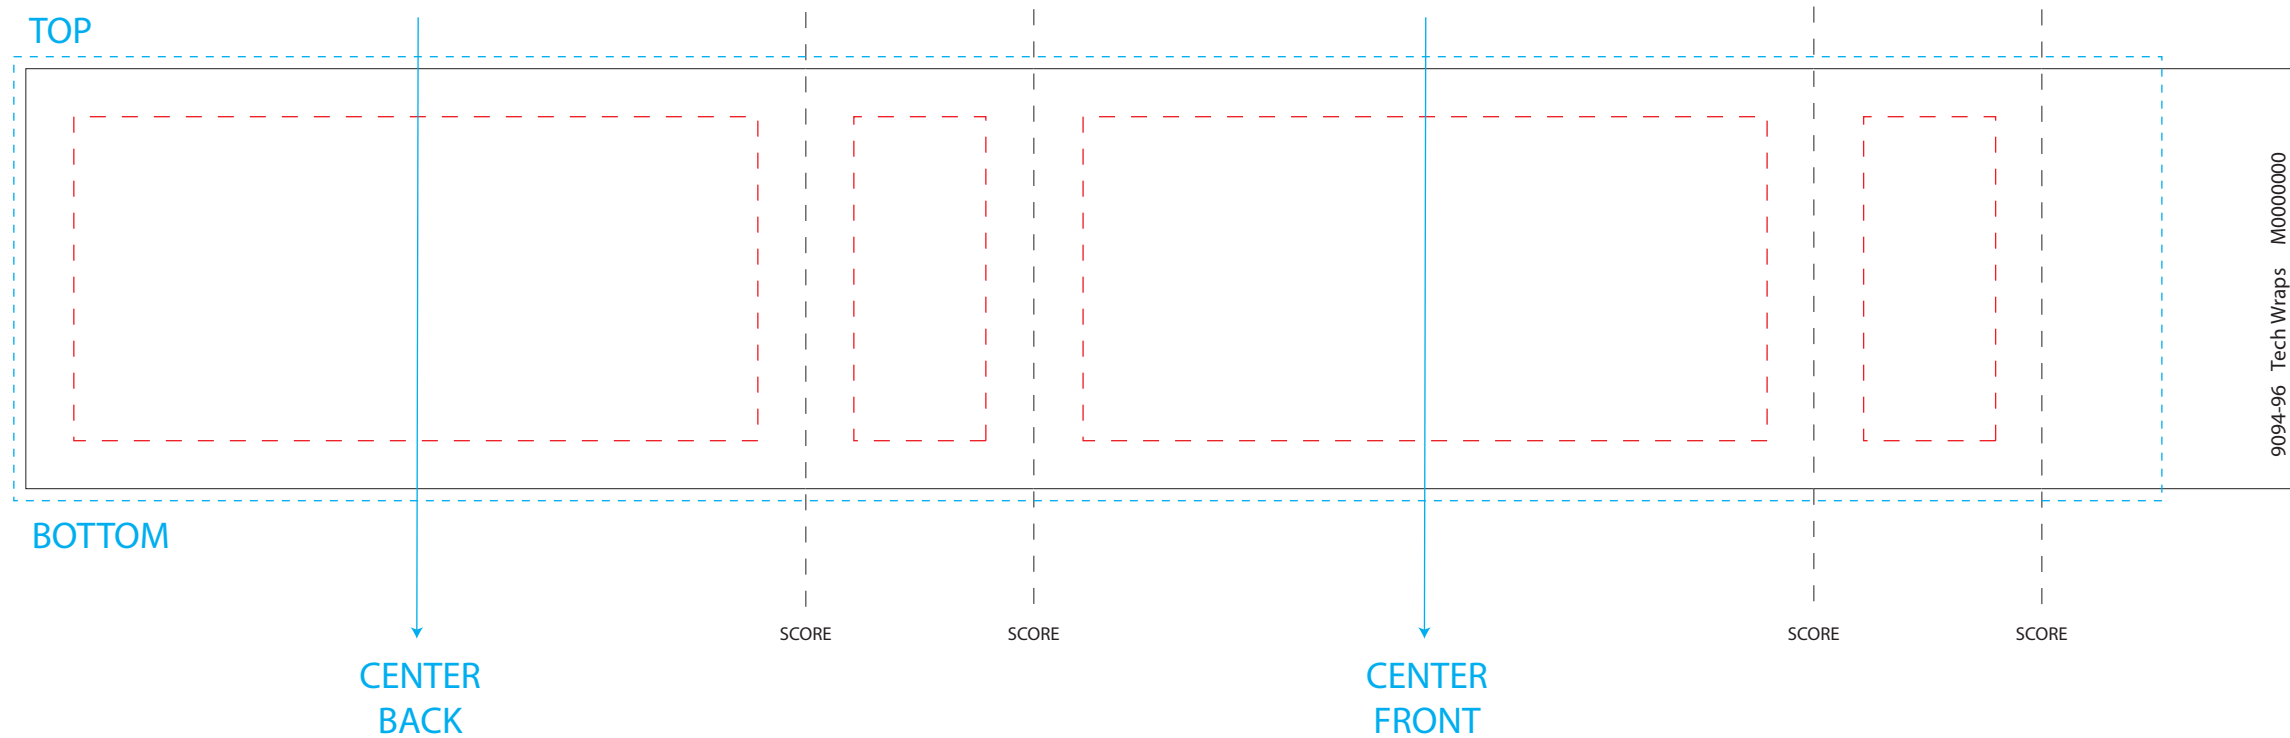 TOP
9094-96 Tech Wraps M0000000
BOTTOM
SCORE
SCORE
SCORE
SCORE
CENTER
BACK
CENTER
FRONT